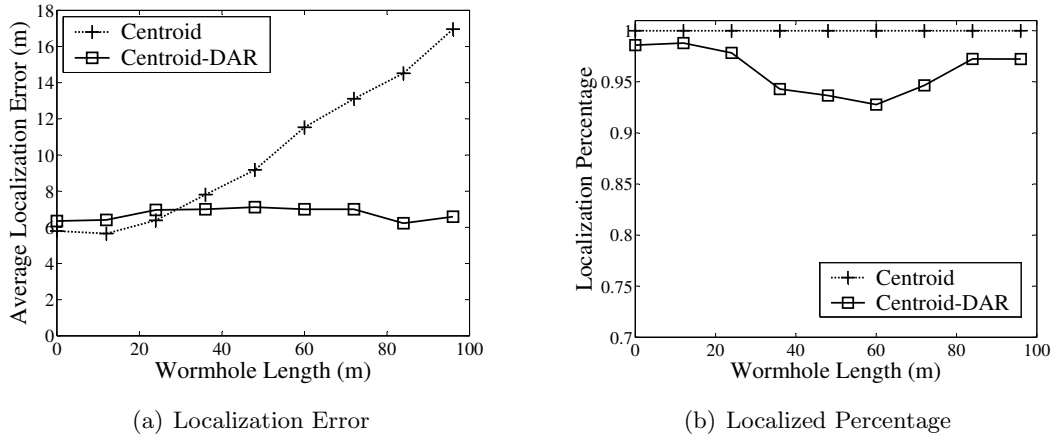 18
16
14
12
10
8
6
4
2
0
Average Localization Error (m)
Centroid
Centroid-DAR
0 20 40 60 80 100
Wormhole Length (m)
(a) Localization Error
1
0.95
0.9
0.85
0.8
0.75
0.7
Localization Percentage
Centroid
Centroid-DAR
0 20 40 60 80 100
Wormhole Length (m)
(b) Localized Percentage